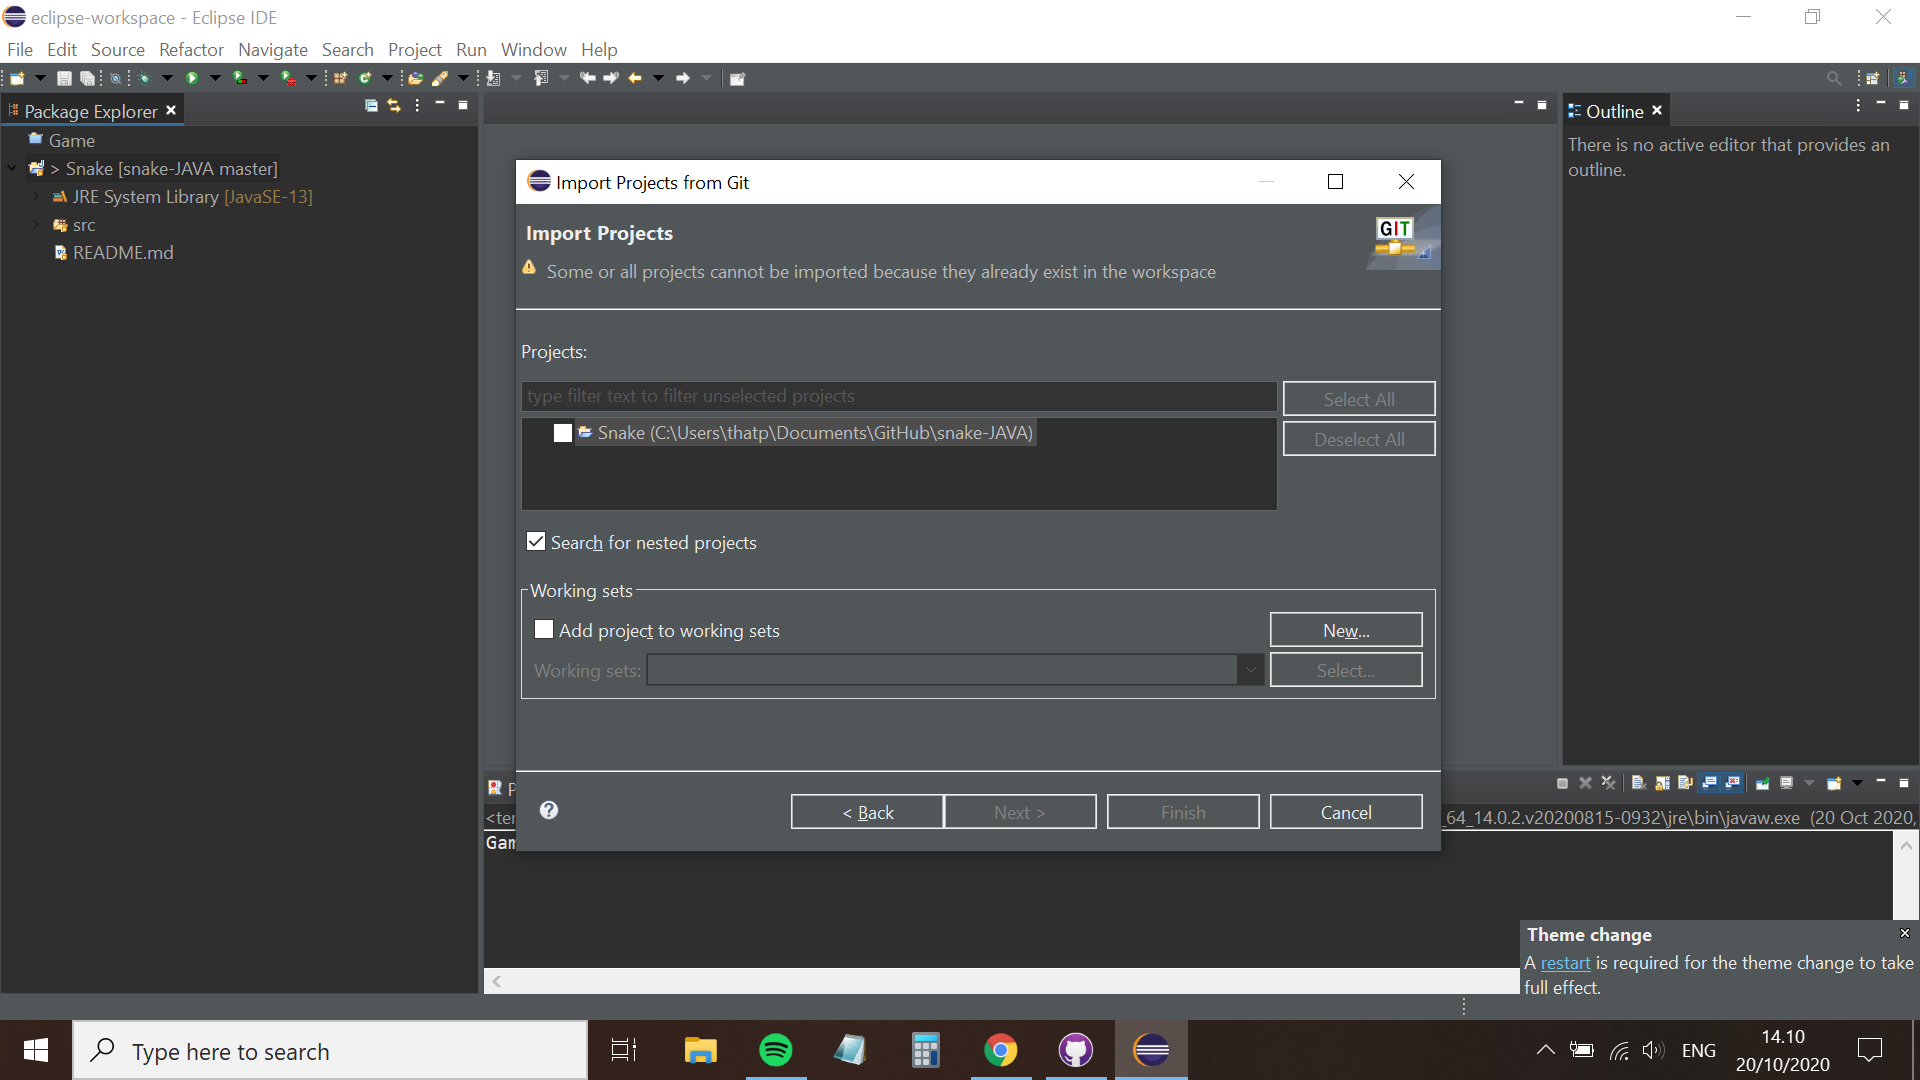 eclipse-workspace - Eclipse IDE
File Edit Source Refactor Navigate Search Project Run Window Help
Package Explorer
Game
> Snake [snake-JAVA master]
JRE System Library [JavaSE-13]
src
README.md
Outline
There is no active editor that provides an
outline.
Import Projects from Git
Import Projects
GIT
Some or all projects cannot be imported because they already exist in the workspace
Projects:
type filter text to filter unselected projects
Select All
Snake (C:\Users\thatp\Documents\GitHub\snake-JAVA)
Deselect All
Search for nested projects
Working sets
Add project to working sets
New...
Working sets:
Select...
< Back
Next >
Finish
Cancel
P
<ter
_64_14.0.2.v20200815-0932\jre\bin\javaw.exe (20 Oct 2020,
Gam
Theme change
A restart is required for the theme change to take
full effect.
Type here to search
ENG
14.10
20/10/2020